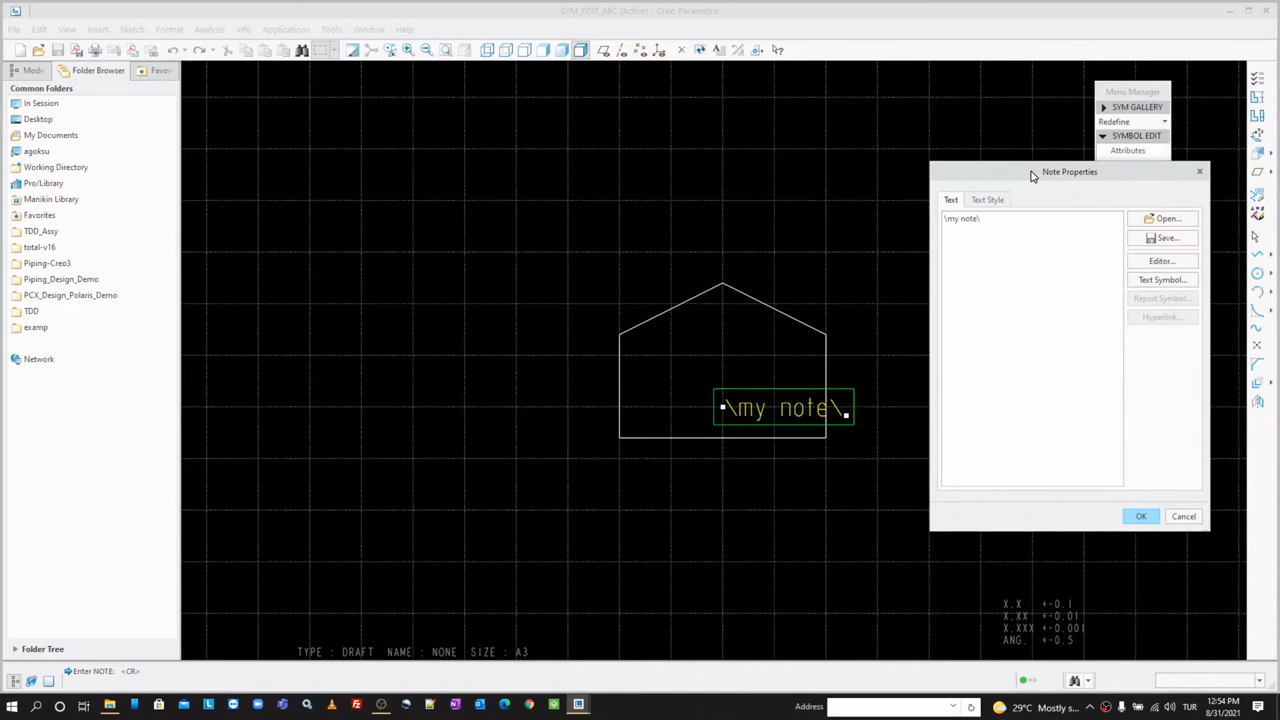 SYM_EDIT_ABC (Active) - Creo Parametric
File Edit View Insert Sketch Format Analysis Info Applications Tools Window Help
Mode Folder Browser Favor
Common Folders
In Session
Desktop
My Documents
agoksu
Working Directory
Pro/Library
Manikin Library
Favorites
TDD_Assy
total-v16
Piping-Creo3
Piping_Design_Demo
PCX_Design_Polaris_Demo
TDD
examp
Network
Folder Tree
Menu Manager
SYM GALLERY
Redefine
SYMBOL EDIT
Attributes
Note Properties
Text Text Style
\my note\
Open...
Save...
Editor...
Text Symbol...
Report Symbol...
Hyperlink...
OK Cancel
\my note\
X.X +-0.1
X.XX +-0.01
X.XXX +-0.001
ANG. +-0.5
TYPE : DRAFT NAME : NONE SIZE : A3
Enter NOTE: <CR>
Address
29°C Mostly s...
TUR
12:54 PM
8/31/2021